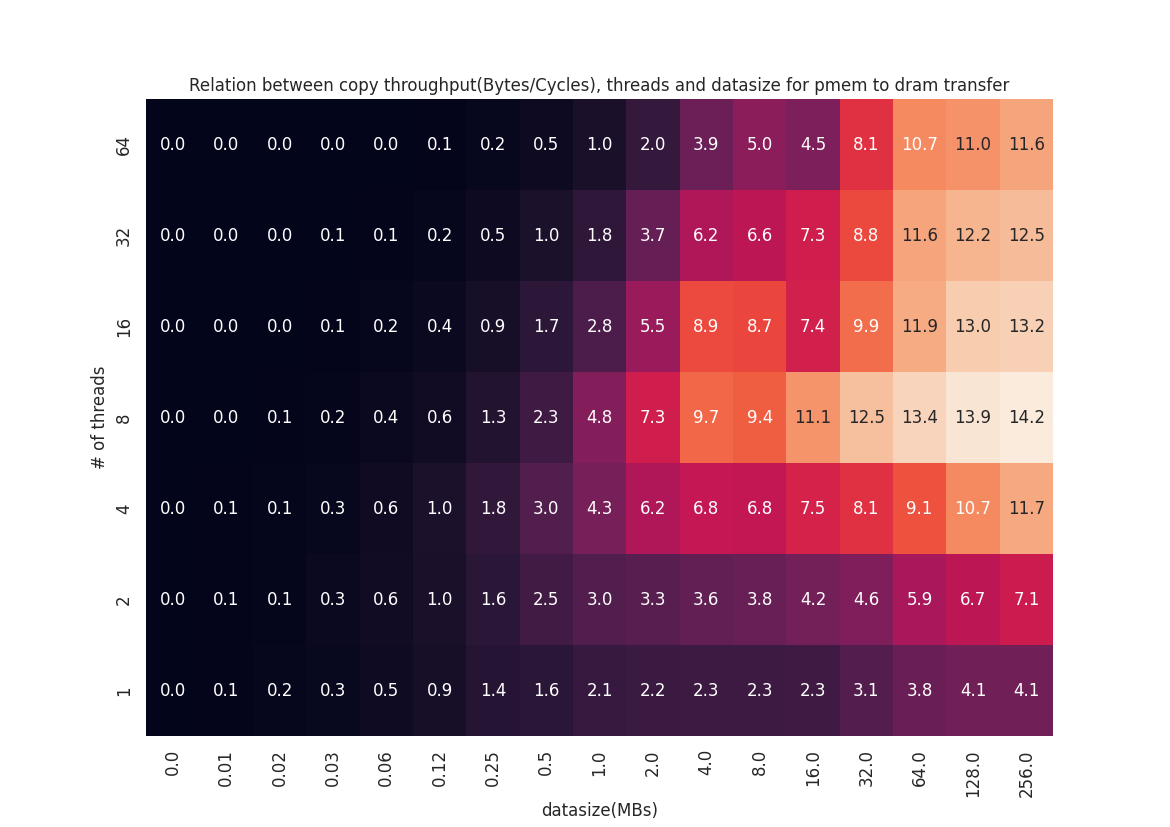 Relation between copy throughput(Bytes/Cycles), threads and datasize for pmem to dram transfer
64 0.0 0.0 0.0 0.0 0.0 0.1 0.2 0.5 1.0 2.0 3.9 5.0 4.5 8.1 10.7 11.0 11.6
32 0.0 0.0 0.0 0.1 0.1 0.2 0.5 1.0 1.8 3.7 6.2 6.6 7.3 8.8 11.6 12.2 12.5
16 0.0 0.0 0.0 0.1 0.2 0.4 0.9 1.7 2.8 5.5 8.9 8.7 7.4 9.9 11.9 13.0 13.2
# of threads
8 0.0 0.0 0.1 0.2 0.4 0.6 1.3 2.3 4.8 7.3 9.7 9.4 11.1 12.5 13.4 13.9 14.2
4 0.0 0.1 0.1 0.3 0.6 1.0 1.8 3.0 4.3 6.2 6.8 6.8 7.5 8.1 9.1 10.7 11.7
2 0.0 0.1 0.1 0.3 0.6 1.0 1.6 2.5 3.0 3.3 3.6 3.8 4.2 4.6 5.9 6.7 7.1
1 0.0 0.1 0.2 0.3 0.5 0.9 1.4 1.6 2.1 2.2 2.3 2.3 2.3 3.1 3.8 4.1 4.1
0.0 0.01 0.02 0.03 0.06 0.12 0.25 0.5 1.0 2.0 4.0 8.0 16.0 32.0 64.0 128.0 256.0
datasize(MBs)